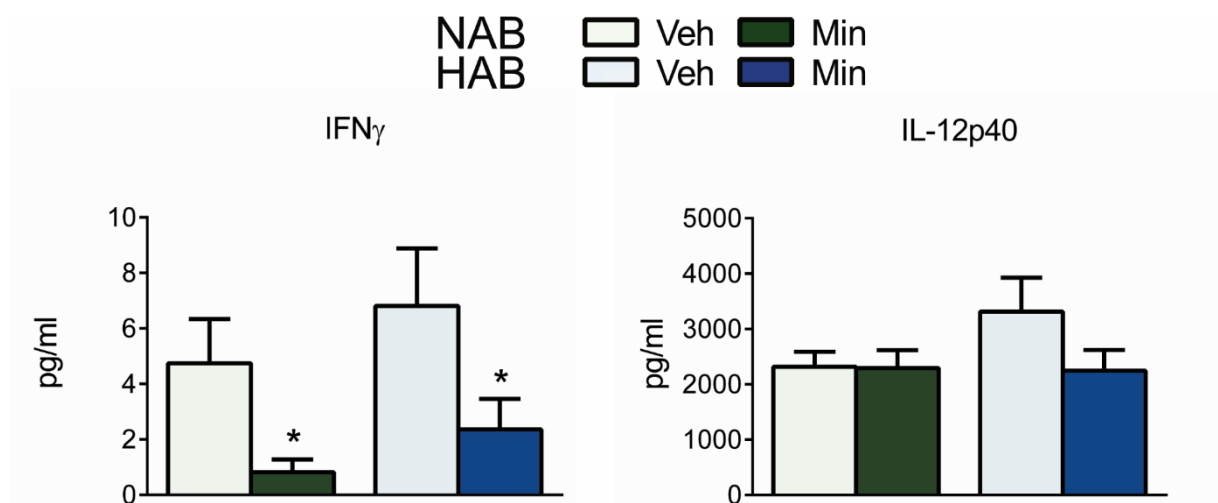 NAB Veh Min
HAB Veh Min
IFNγ
pg/ml
10
8
6
4
2
0
*
*
IL-12p40
pg/ml
5000
4000
3000
2000
1000
0